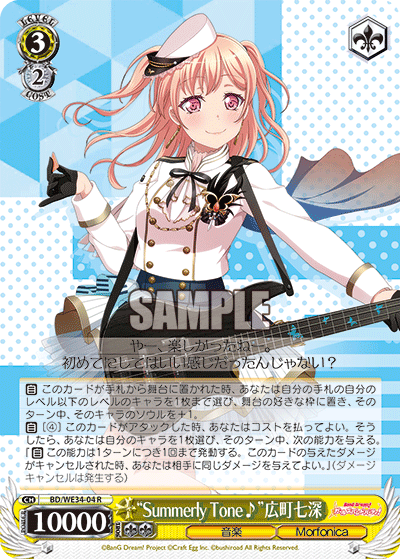 LEVEL
3
2
COST
SAMPLE
や〜、楽しかったね〜。
初めてにしてはいい感じだったんじゃない？
自 このカードが手札から舞台に置かれた時、あなたは自分の手札の自分の
レベル以下のレベルのキャラを1枚まで選び、舞台の好きな枠に置き、その
ターン中、そのキャラのソウルを＋1。
自 [④] このカードがアタックした時、あなたはコストを払ってよい。そう
したら、あなたは自分のキャラを1枚選び、そのターン中、次の能力を与える。
『自 この能力は1ターンにつき1回まで発動する。このカードの与えたダメー
ジがキャンセルされた時、あなたは相手に同じダメージを与えてよい。』（ダメー
ジキャンセルは発生する）
CH
BD/WE34-04 R
10000
“Summerly Tone♪”広町七深
BanG Dream!
音楽
Morfonica
©BanG Dream! Project ©Craft Egg Inc. ©bushiroad All Rights Reserved.